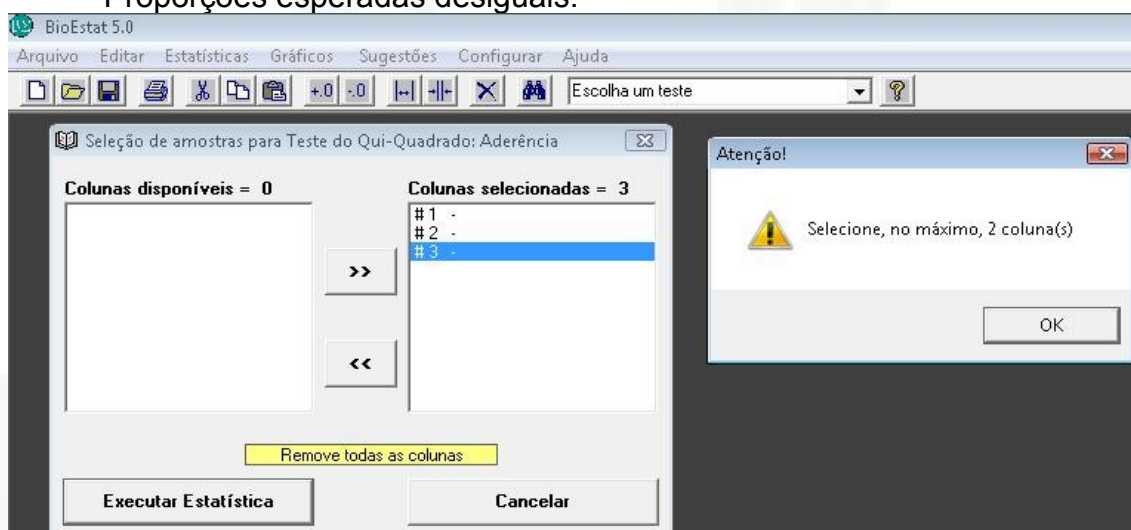 Proporções esperadas desiguais:
BioEstat 5.0
Arquivo Editar Estatísticas Gráficos Sugestões Configurar Ajuda
+.0 -.0 Escolha um teste
Seleção de amostras para Teste do Qui-Quadrado: Aderência
Colunas disponíveis = 0 Colunas selecionadas = 3
#1 -
#2 -
#3 -
>>
<<
Remove todas as colunas
Executar Estatística Cancelar
Atenção!
Selecione, no máximo, 2 coluna(s)
OK